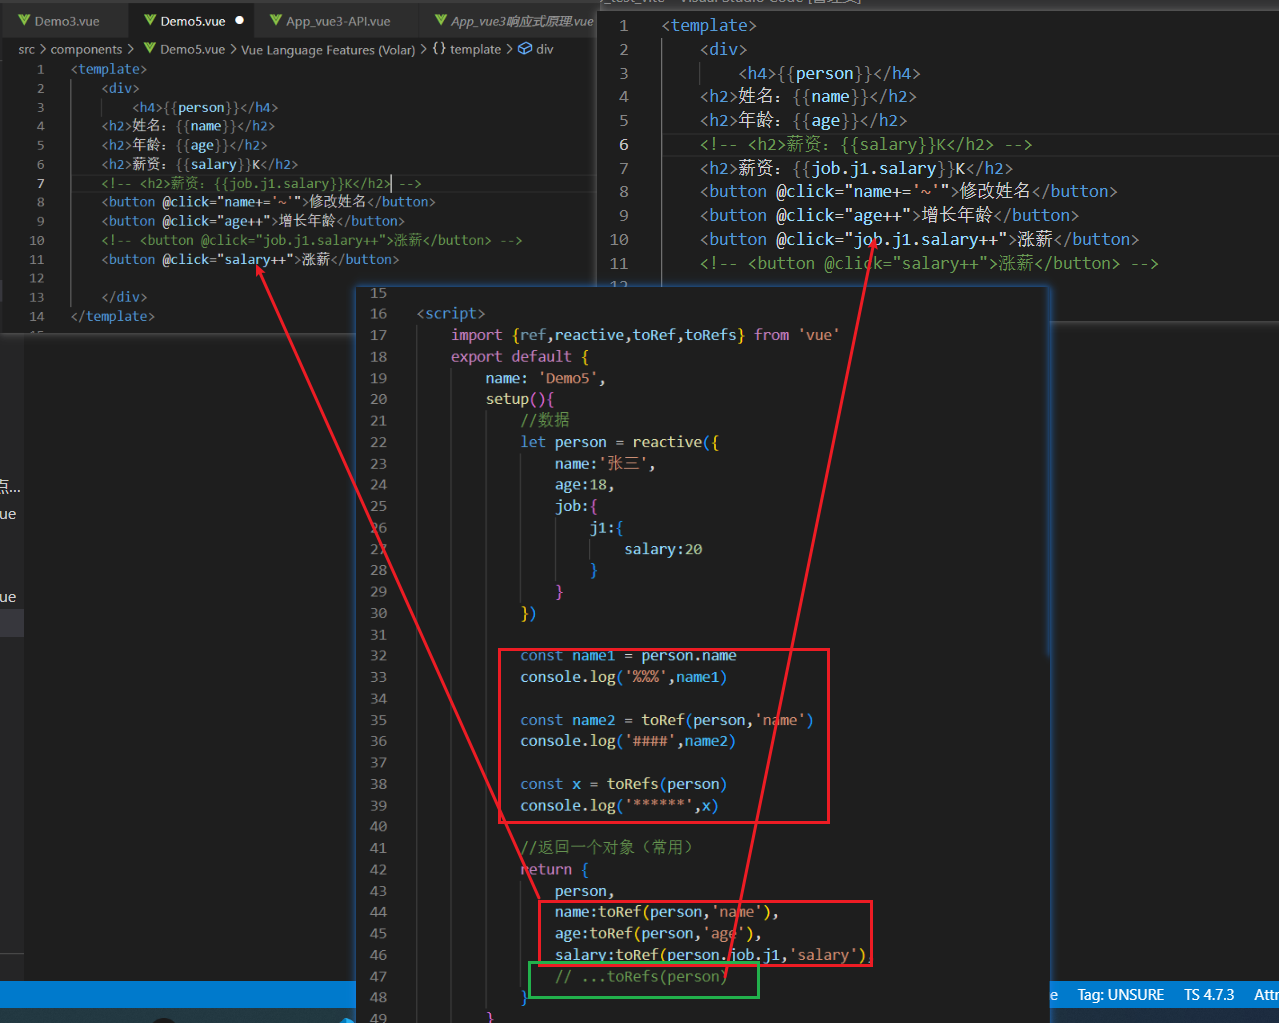 y_test_vite - Visual Studio Code [管理员]
Demo3.vue
Demo5.vue
App_vue3-API.vue
App_vue3响应式原理.vue
src > components > Demo5.vue > Vue Language Features (Volar) > {} template > div
1 <template>
2 <div>
3 <h4>{{person}}</h4>
4 <h2>姓名：{{name}}</h2>
5 <h2>年龄：{{age}}</h2>
6 <h2>薪资：{{salary}}K</h2>
7 <!-- <h2>薪资：{{job.j1.salary}}K</h2> -->
8 <button @click="name+='~'">修改姓名</button>
9 <button @click="age++">增长年龄</button>
10 <!-- <button @click="job.j1.salary++">涨薪</button> -->
11 <button @click="salary++">涨薪</button>
12
13 </div>
14 </template>
1 <template>
2 <div>
3 <h4>{{person}}</h4>
4 <h2>姓名：{{name}}</h2>
5 <h2>年龄：{{age}}</h2>
6 <!-- <h2>薪资：{{salary}}K</h2> -->
7 <h2>薪资：{{job.j1.salary}}K</h2>
8 <button @click="name+='~'">修改姓名</button>
9 <button @click="age++">增长年龄</button>
10 <button @click="job.j1.salary++">涨薪</button>
11 <!-- <button @click="salary++">涨薪</button> -->
15
16 <script>
17 import {ref,reactive,toRef,toRefs} from 'vue'
18 export default {
19 name: 'Demo5',
20 setup(){
21 //数据
22 let person = reactive({
23 name:'张三',
24 age:18,
25 job:{
26 j1:{
27 salary:20
28 }
29 }
30 })
31
32 const name1 = person.name
33 console.log('%%%',name1)
34
35 const name2 = toRef(person,'name')
36 console.log('####',name2)
37
38 const x = toRefs(person)
39 console.log('******',x)
40
41 //返回一个对象（常用）
42 return {
43 person,
44 name:toRef(person,'name'),
45 age:toRef(person,'age'),
46 salary:toRef(person.job.j1,'salary')
47 // ...toRefs(person)
48 }
49 }
点...
ue
ue
e Tag: UNSURE TS 4.7.3 Attr